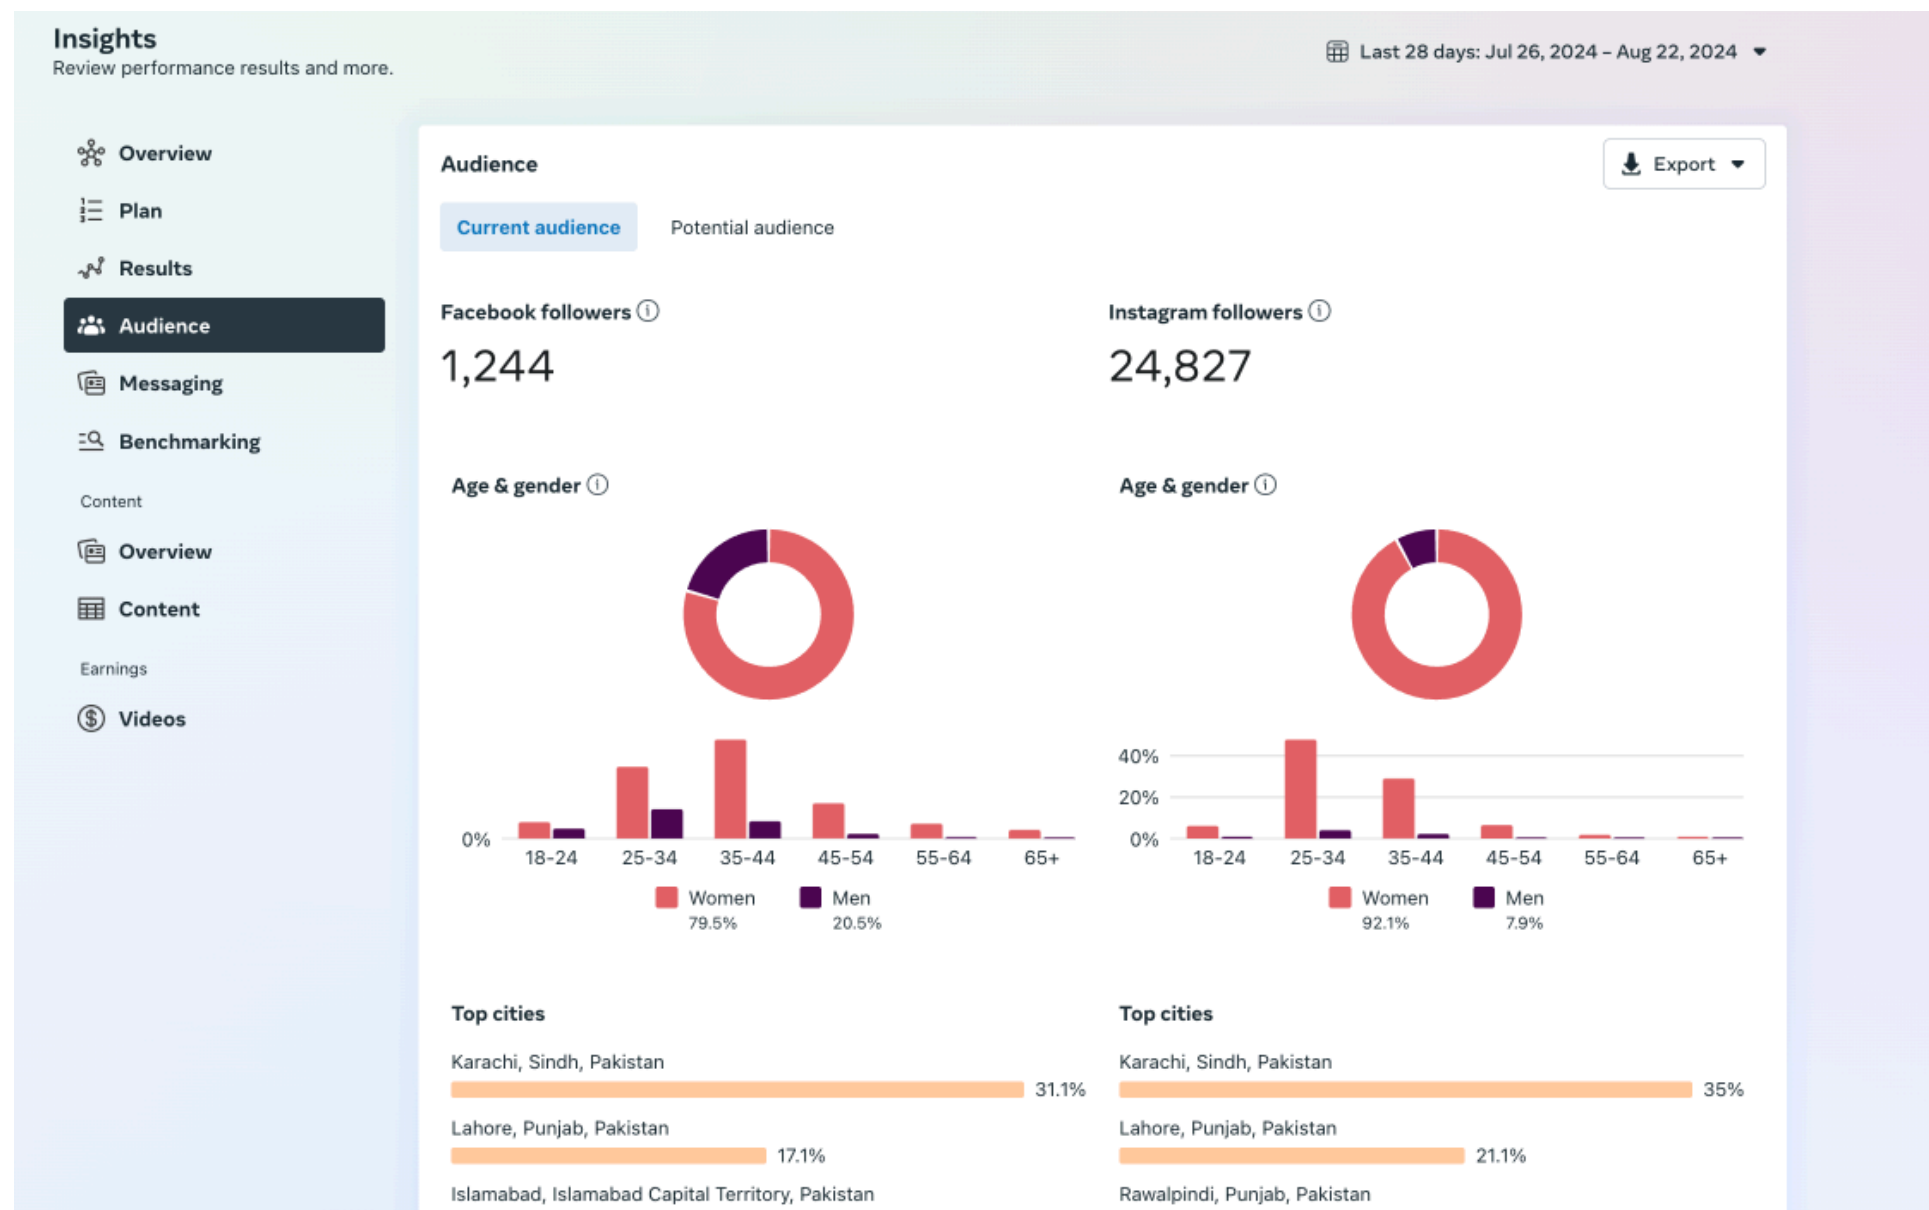 Insights
Review performance results and more.
Last 28 days: Jul 26, 2024 – Aug 22, 2024
Overview
Plan
Results
Audience
Messaging
Benchmarking
Content
Overview
Content
Earnings
Videos
Audience
Export
Current audience
Potential audience
Facebook followers
1,244
Age & gender
0%
18-24 25-34 35-44 45-54 55-64 65+
Women Men
79.5% 20.5%
Top cities
Karachi, Sindh, Pakistan
31.1%
Lahore, Punjab, Pakistan
17.1%
Islamabad, Islamabad Capital Territory, Pakistan
Instagram followers
24,827
Age & gender
40%
20%
0%
18-24 25-34 35-44 45-54 55-64 65+
Women Men
92.1% 7.9%
Top cities
Karachi, Sindh, Pakistan
35%
Lahore, Punjab, Pakistan
21.1%
Rawalpindi, Punjab, Pakistan